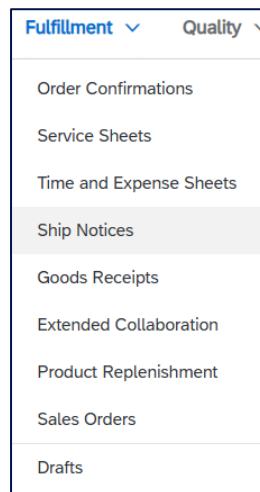 Fulfillment Quality
Order Confirmations
Service Sheets
Time and Expense Sheets
Ship Notices
Goods Receipts
Extended Collaboration
Product Replenishment
Sales Orders
Drafts